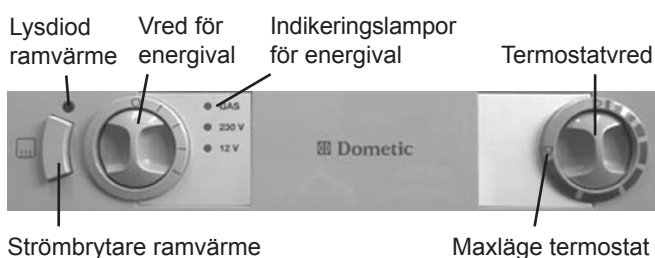 Lysdiod
ramvärme
Vred för
energival
Indikeringslampor
för energival
Termostatvred
GAS
230 V
12 V
Dometic
Strömbrytare ramvärme
Maxläge termostat